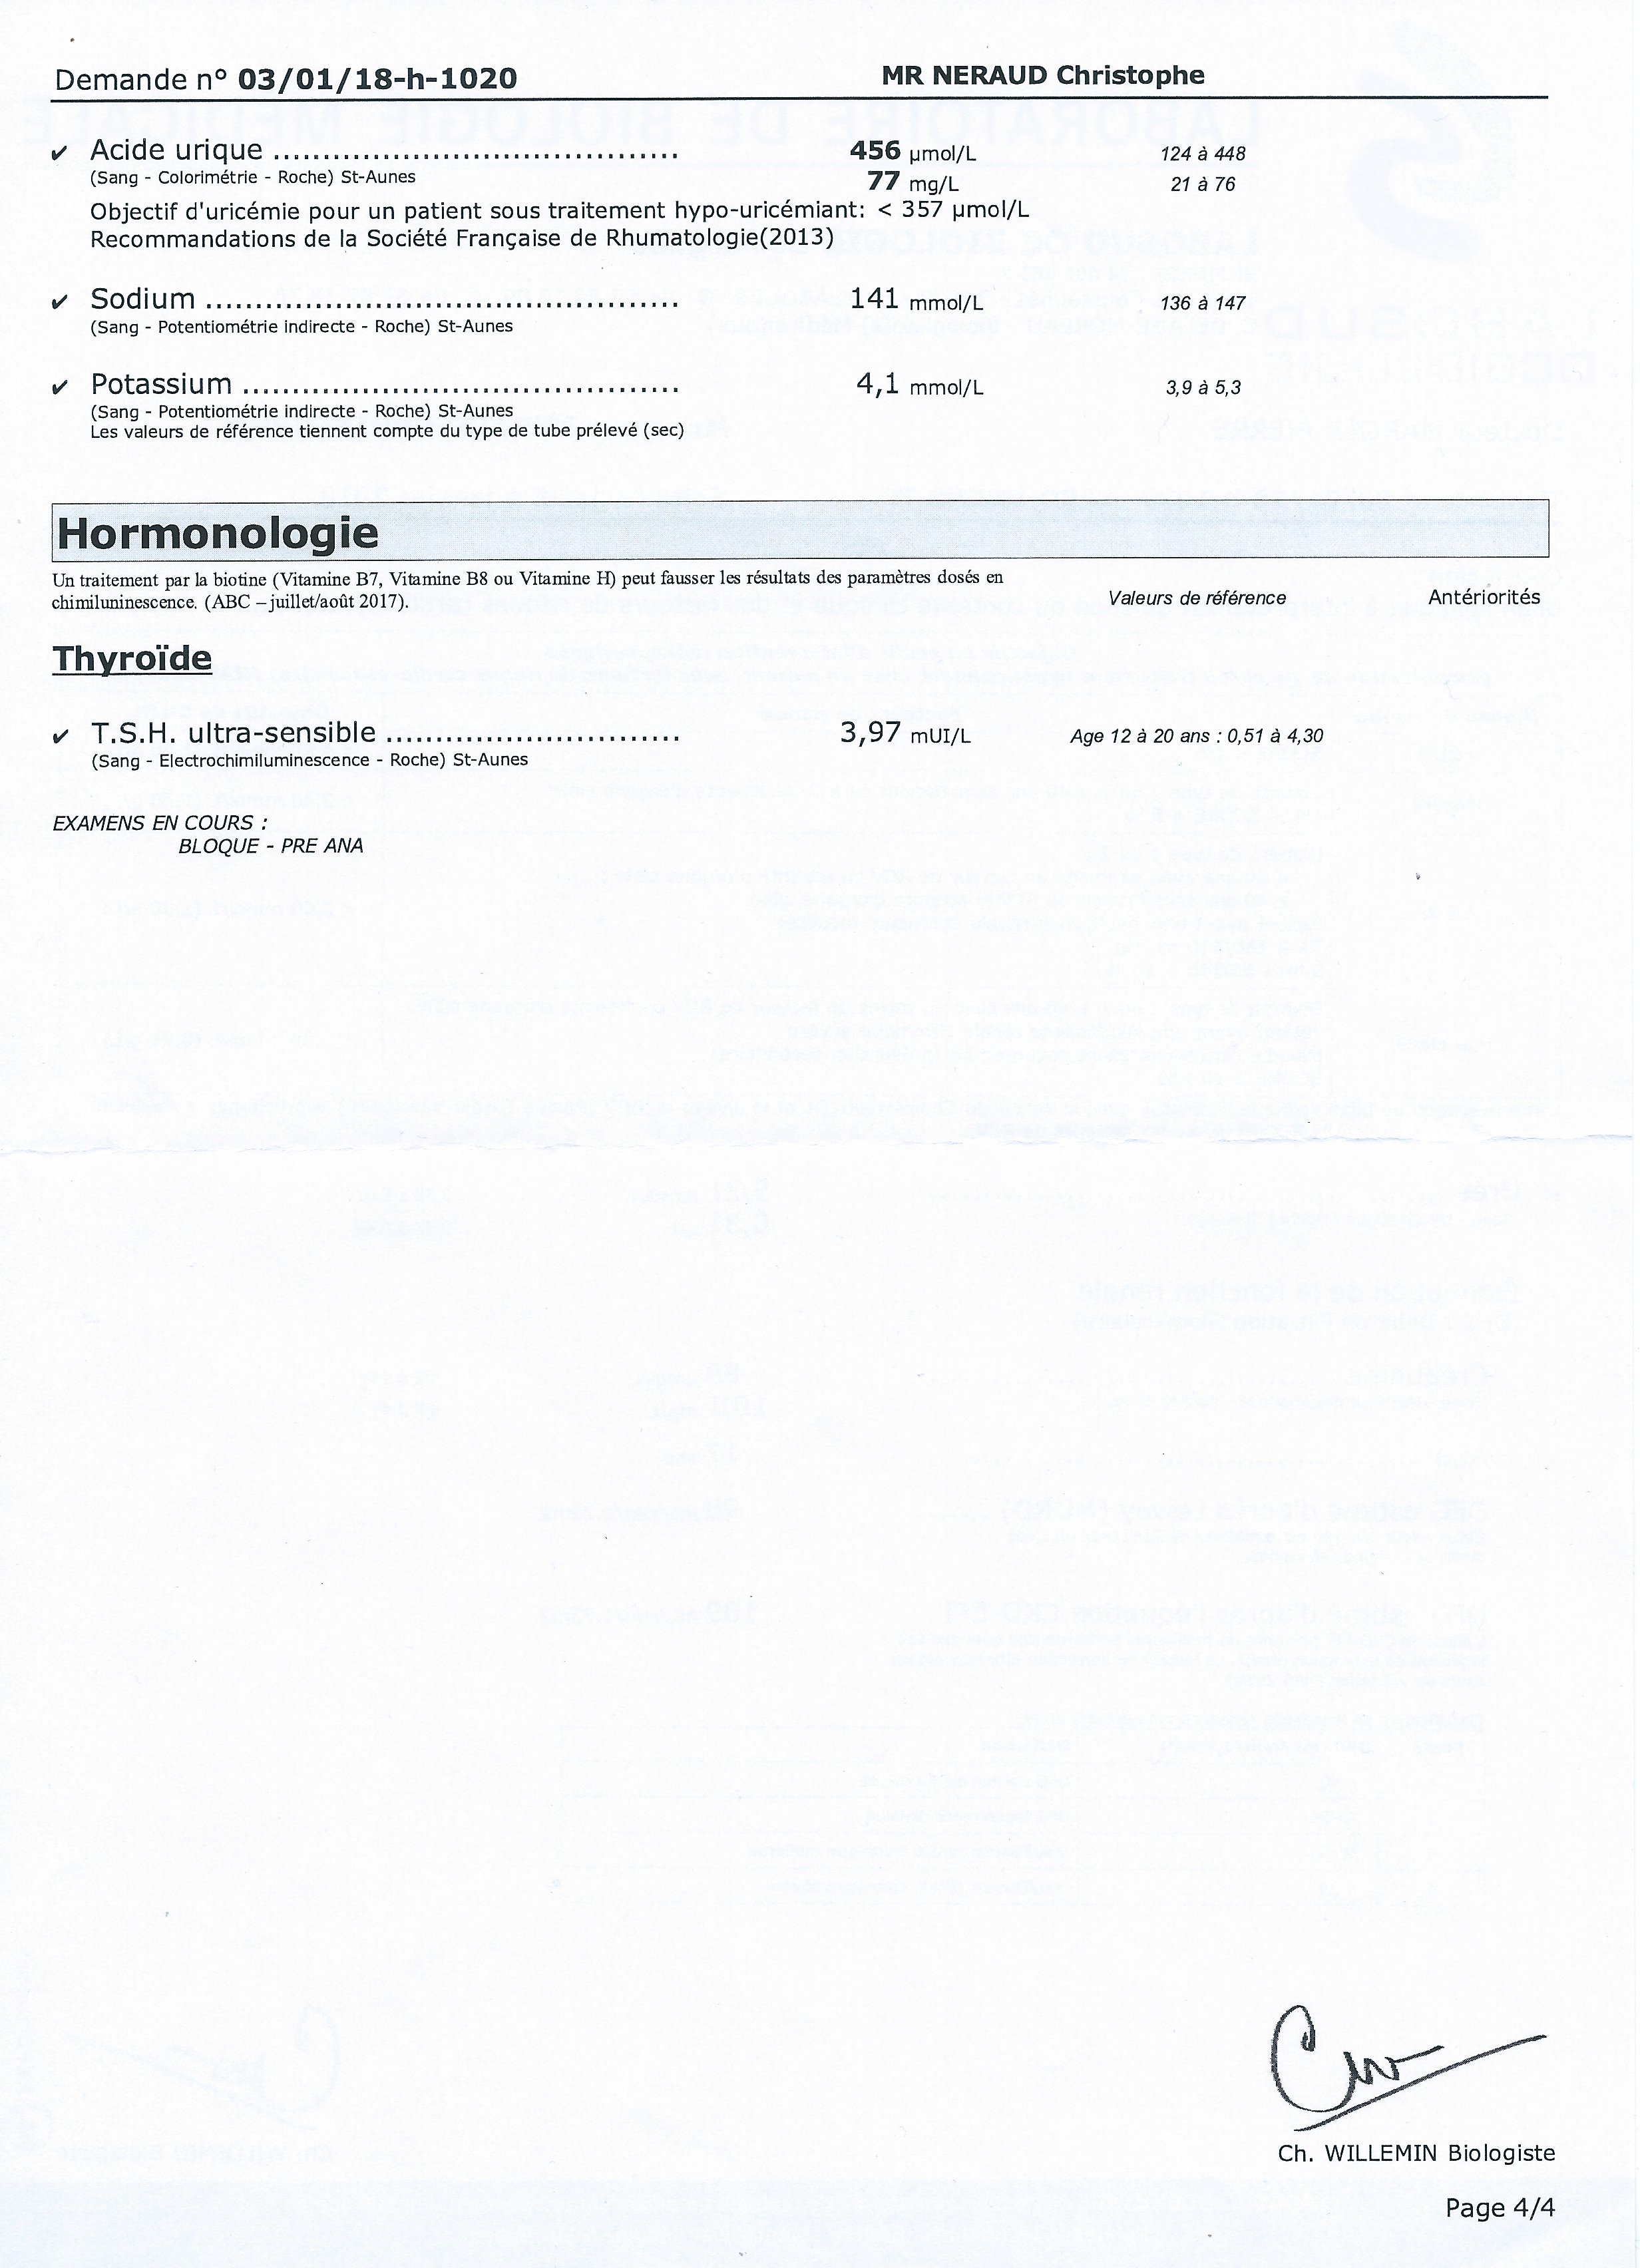 Demande n° 03/01/18-h-1020 MR NERAUD Christophe
✔ Acide urique ........................................ 456 µmol/L 124 à 448
(Sang - Colorimétrie - Roche) St-Aunes 77 mg/L 21 à 76
Objectif d'uricémie pour un patient sous traitement hypo-uricémiant: < 357 µmol/L
Recommandations de la Société Française de Rhumatologie(2013)
✔ Sodium ............................................... 141 mmol/L 136 à 147
(Sang - Potentiométrie indirecte - Roche) St-Aunes
✔ Potassium ........................................... 4,1 mmol/L 3,9 à 5,3
(Sang - Potentiométrie indirecte - Roche) St-Aunes
Les valeurs de référence tiennent compte du type de tube prélevé (sec)
Hormonologie
Un traitement par la biotine (Vitamine B7, Vitamine B8 ou Vitamine H) peut fausser les résultats des paramètres dosés en
chimiluninescence. (ABC –juillet/août 2017). Valeurs de référence Antériorités
Thyroïde
✔ T.S.H. ultra-sensible ............................. 3,97 mUI/L Age 12 à 20 ans : 0,51 à 4,30
(Sang - Electrochimiluminescence - Roche) St-Aunes
EXAMENS EN COURS :
BLOQUE - PRE ANA
Ch. WILLEMIN Biologiste
Page 4/4